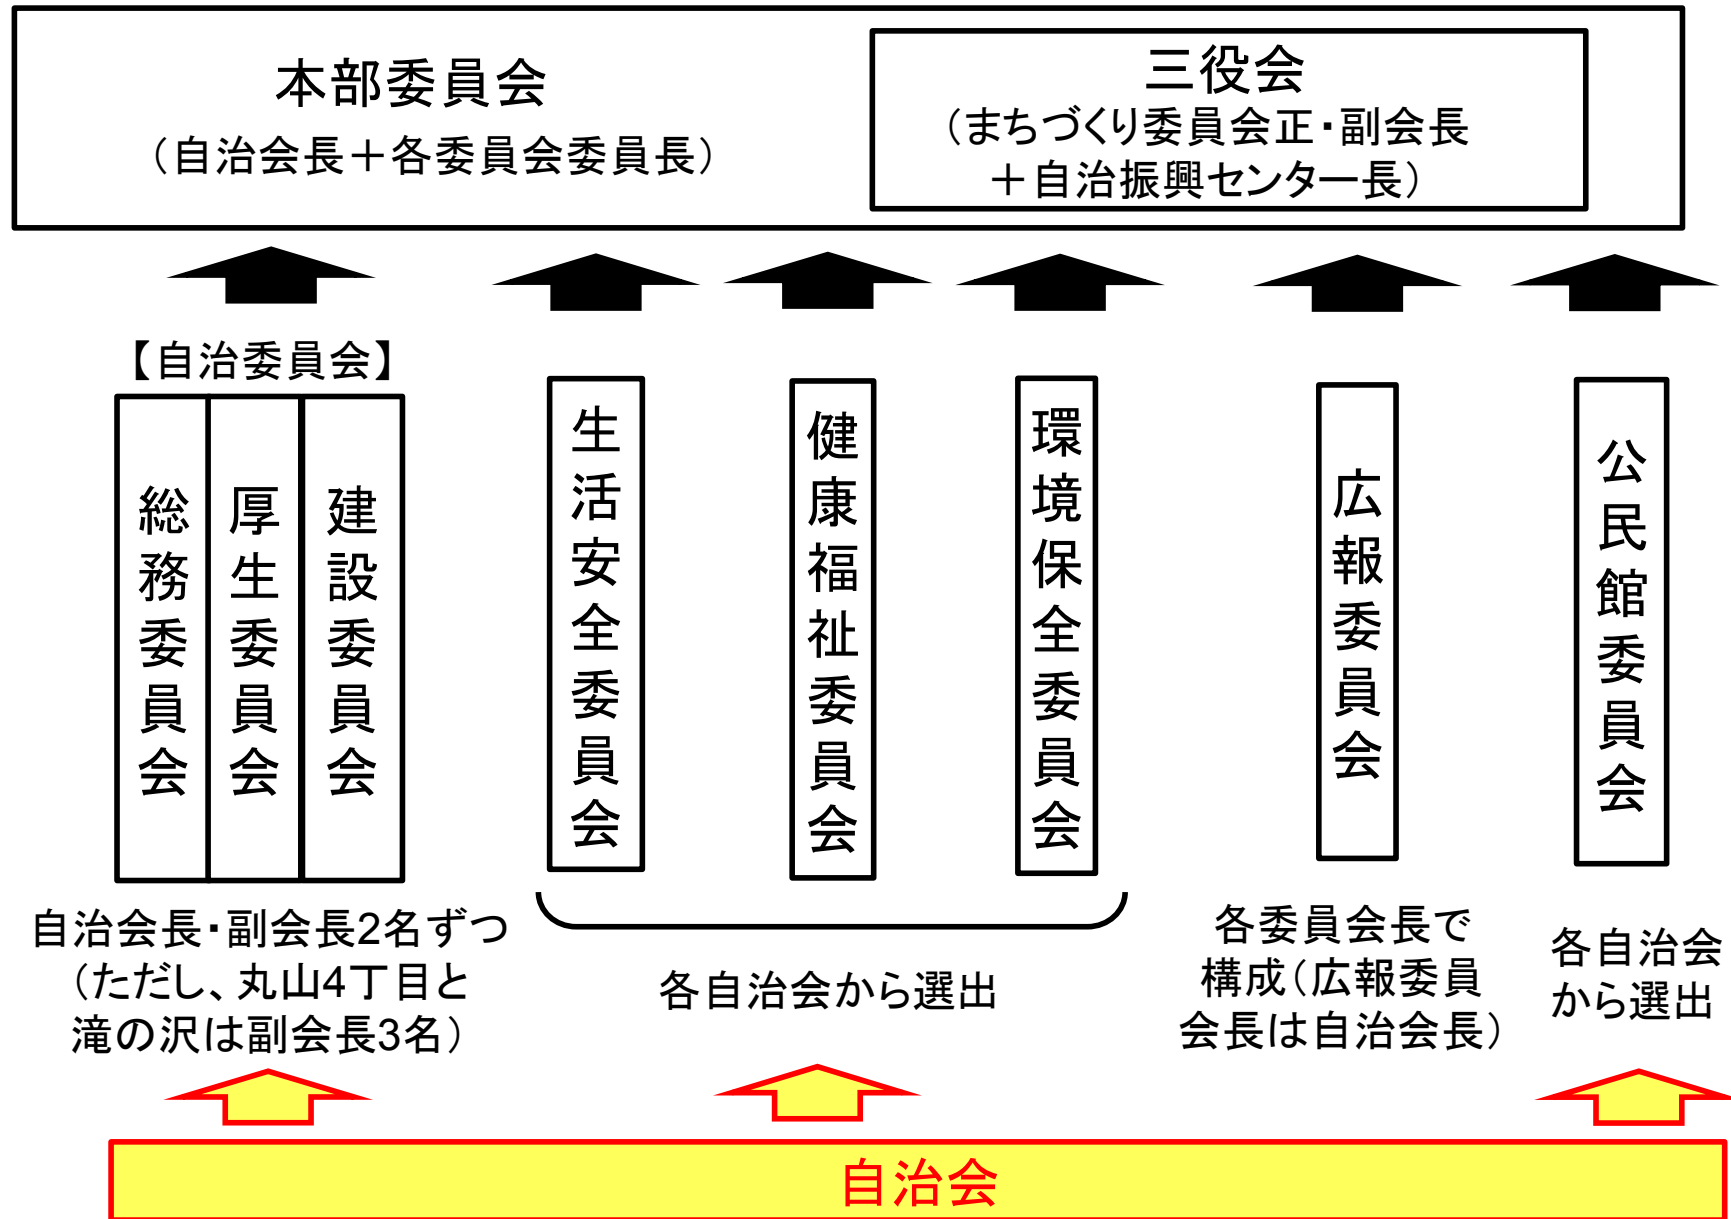 本部委員会
（自治会長＋各委員会委員長）
三役会
（まちづくり委員会正・副会長
＋自治振興センター長）
【自治委員会】
総務委員会
厚生委員会
建設委員会
生活安全委員会
健康福祉委員会
環境保全委員会
広報委員会
公民館委員会
自治会長・副会長2名ずつ
（ただし、丸山4丁目と
滝の沢は副会長3名）
各自治会から選出
各委員会長で
構成（広報委員
会長は自治会長）
各自治会
から選出
自治会